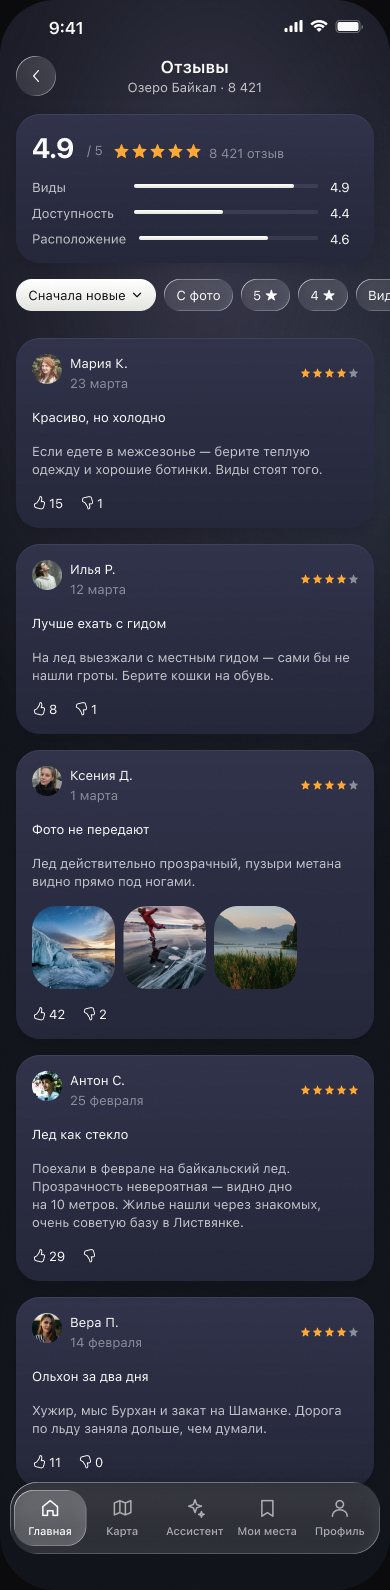 9:41
Отзывы
Озеро Байкал · 8 421
4.9 / 5 8 421 отзыв
Виды 4.9
Доступность 4.4
Расположение 4.6
Сначала новые С фото 5 4 Вид
Мария К.
23 марта
Красиво, но холодно
Если едете в межсезонье — берите теплую
одежду и хорошие ботинки. Виды стоят того.
15 1
Илья Р.
12 марта
Лучше ехать с гидом
На лед выезжали с местным гидом — сами бы не
нашли гроты. Берите кошки на обувь.
8 1
Ксения Д.
1 марта
Фото не передают
Лед действительно прозрачный, пузыри метана
видно прямо под ногами.
42 2
Антон С.
25 февраля
Лед как стекло
Поехали в феврале на байкальский лед.
Прозрачность невероятная — видно дно
на 10 метров. Жилье нашли через знакомых,
очень советую базу в Листвянке.
29
Вера П.
14 февраля
Ольхон за два дня
Хужир, мыс Бурхан и закат на Шаманке. Дорога
по льду заняла дольше, чем думали.
11 0
Главная Карта Ассистент Мои места Профиль